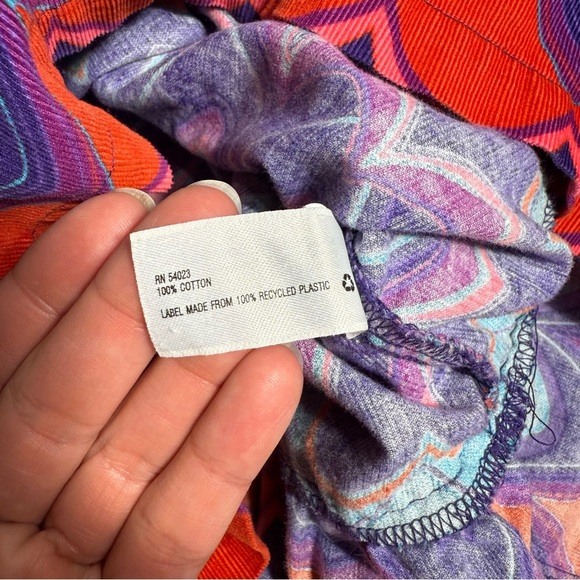 RN 54023
100% COTTON
LABEL MADE FROM 100% RECYCLED PLASTIC